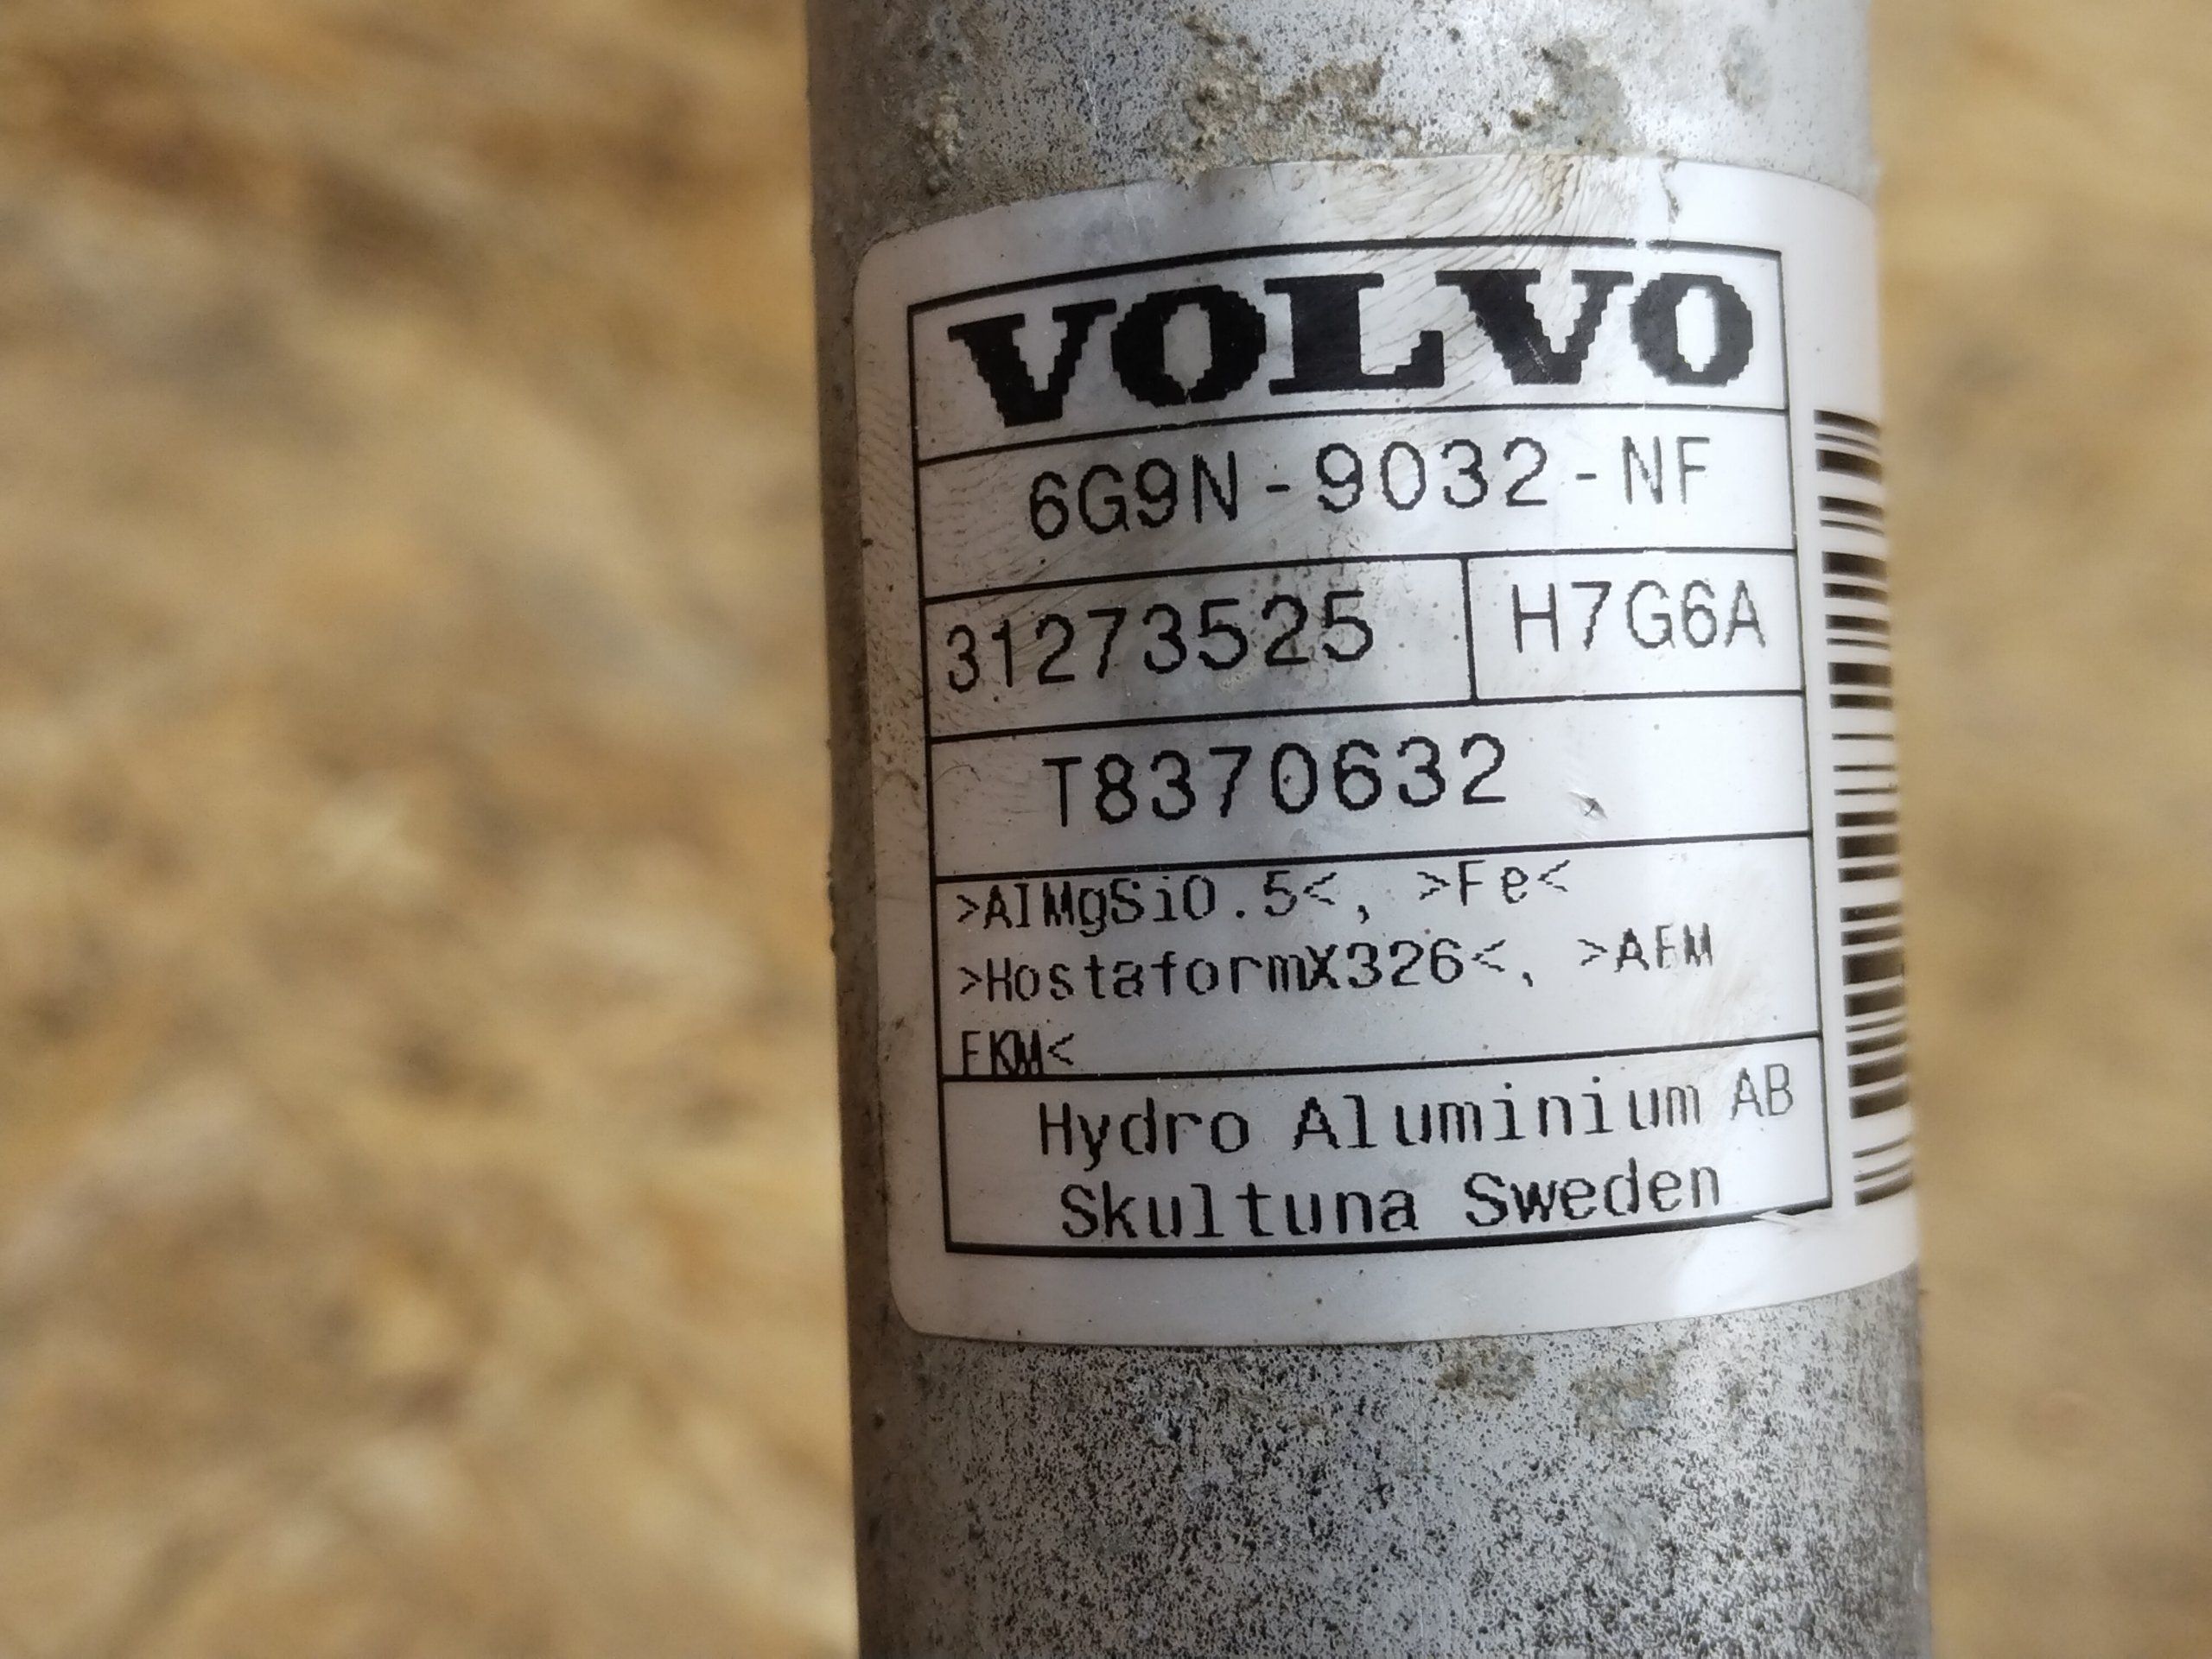 VOLVO
6G9N-9032-NF
31273525 H7G6A
T8370632
>AlMgSi0.5<, >Fe<
>HostaformX326<, >AEM
FKM<
Hydro Aluminium AB
Skultuna Sweden